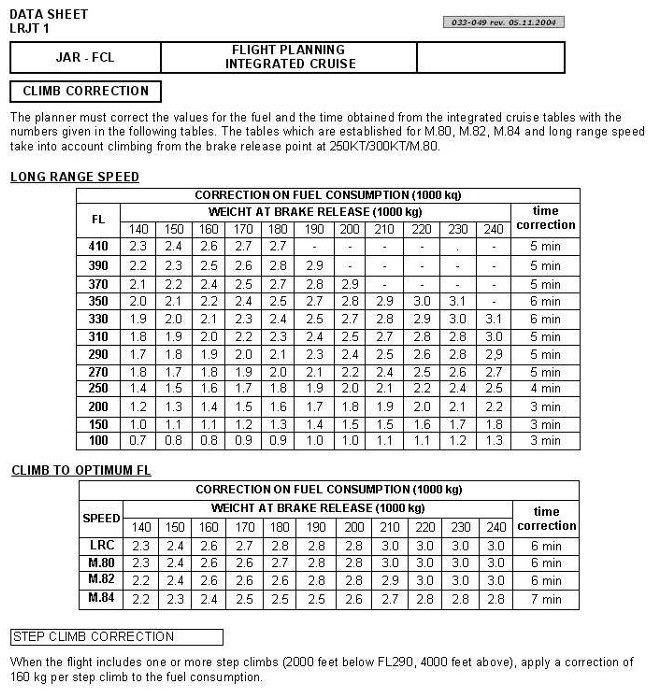 DATA SHEET
LRJT 1
033-049 rev. 05.11.2004
JAR - FCL
FLIGHT PLANNING
INTEGRATED CRUISE
CLIMB CORRECTION
The planner must correct the values for the fuel and the time obtained from the integrated cruise tables with the
numbers given in the following tables. The tables which are established for M.80, M.82, M.84 and long range speed
take into account climbing from the brake release point at 250KT/300KT/M.80.
LONG RANGE SPEED
CORRECTION ON FUEL CONSUMPTION (1000 kq)
FL WEICHT AT BRAKE RELEASE (1000 kq) time correction
140 150 160 170 180 190 200 210 220 230 240
410 2.3 2.4 2.6 2.7 2.7 - - - - . - 5 min
390 2.2 2.3 2.5 2.6 2.8 2.9 - - - - - 5 min
370 2.1 2.2 2.4 2.5 2.7 2.8 2.9 - - - - 5 min
350 2.0 2.1 2.2 2.4 2.5 2.7 2.8 2.9 3.0 3.1 - 6 min
330 1.9 2.0 2.1 2.3 2.4 2.5 2.7 2.8 2.9 3.0 3.1 6 min
310 1.8 1.9 2.0 2.2 2.3 2.4 2.5 2.7 2.8 2.8 3.0 5 min
290 1.7 1.8 1.9 2.0 2.1 2.3 2.4 2.5 2.6 2.8 2,9 5 min
270 1.8 1.7 1.8 1.9 2.0 2.1 2.2 2.4 2.5 2.6 2.7 5 min
250 1.4 1.5 1.6 1.7 1.8 1.9 2.0 2.1 2.2 2.4 2.5 4 min
200 1.2 1.3 1.4 1.5 1.6 1.7 1.8 1.9 2.0 2.1 2.2 3 min
150 1.0 1.1 1.1 1.2 1.3 1.4 1.5 1.5 1.6 1.7 1.8 3 min
100 0.7 0.8 0.8 0.9 0.9 1.0 1.0 1.1 1.1 1.2 1.3 3 min
CLIMB TO OPTIMUM FL
CORRECTION ON FUEL CONSUMPTION (1000 kg)
SPEED WEICHT AT BRAKE RELEASE (1000 kg) time correction
140 150 160 170 180 190 200 210 220 230 240
LRC 2.3 2.4 2.6 2.7 2.8 2.8 2.8 3.0 3.0 3.0 3.0 6 min
M.80 2.3 2.4 2.6 2.6 2.7 2.8 2.8 3.0 3.0 3.0 3.0 6 min
M.82 2.2 2.4 2.6 2.6 2.6 2.8 2.8 2.9 3.0 3.0 3.0 6 min
M.84 2.2 2.3 2.4 2.5 2.5 2.5 2.6 2.7 2.8 2.8 2.8 7 min
STEP CLIMB CORRECTION
When the flight includes one or more step climbs (2000 feet below FL290, 4000 feet above), apply a correction of
160 kg per step climb to the fuel consumption.